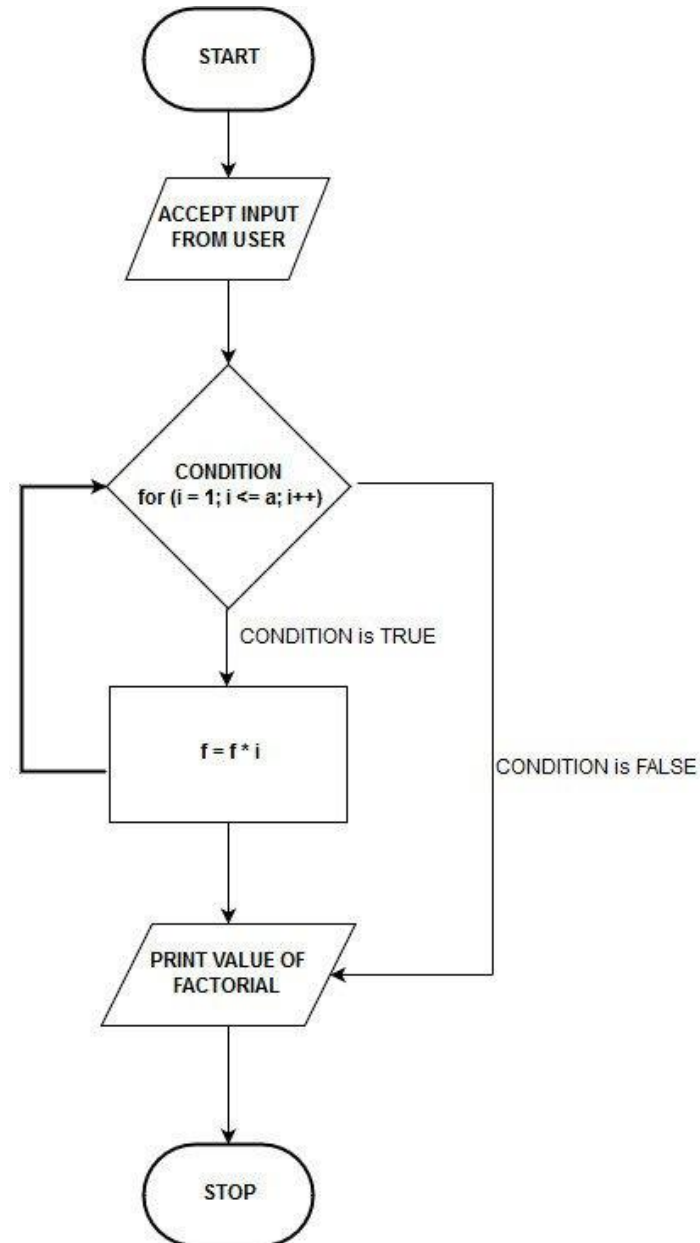 START
ACCEPT INPUT
FROM USER
CONDITION
for (i = 1; i <= a; i++)
CONDITION is TRUE
f = f * i
CONDITION is FALSE
PRINT VALUE OF
FACTORIAL
STOP